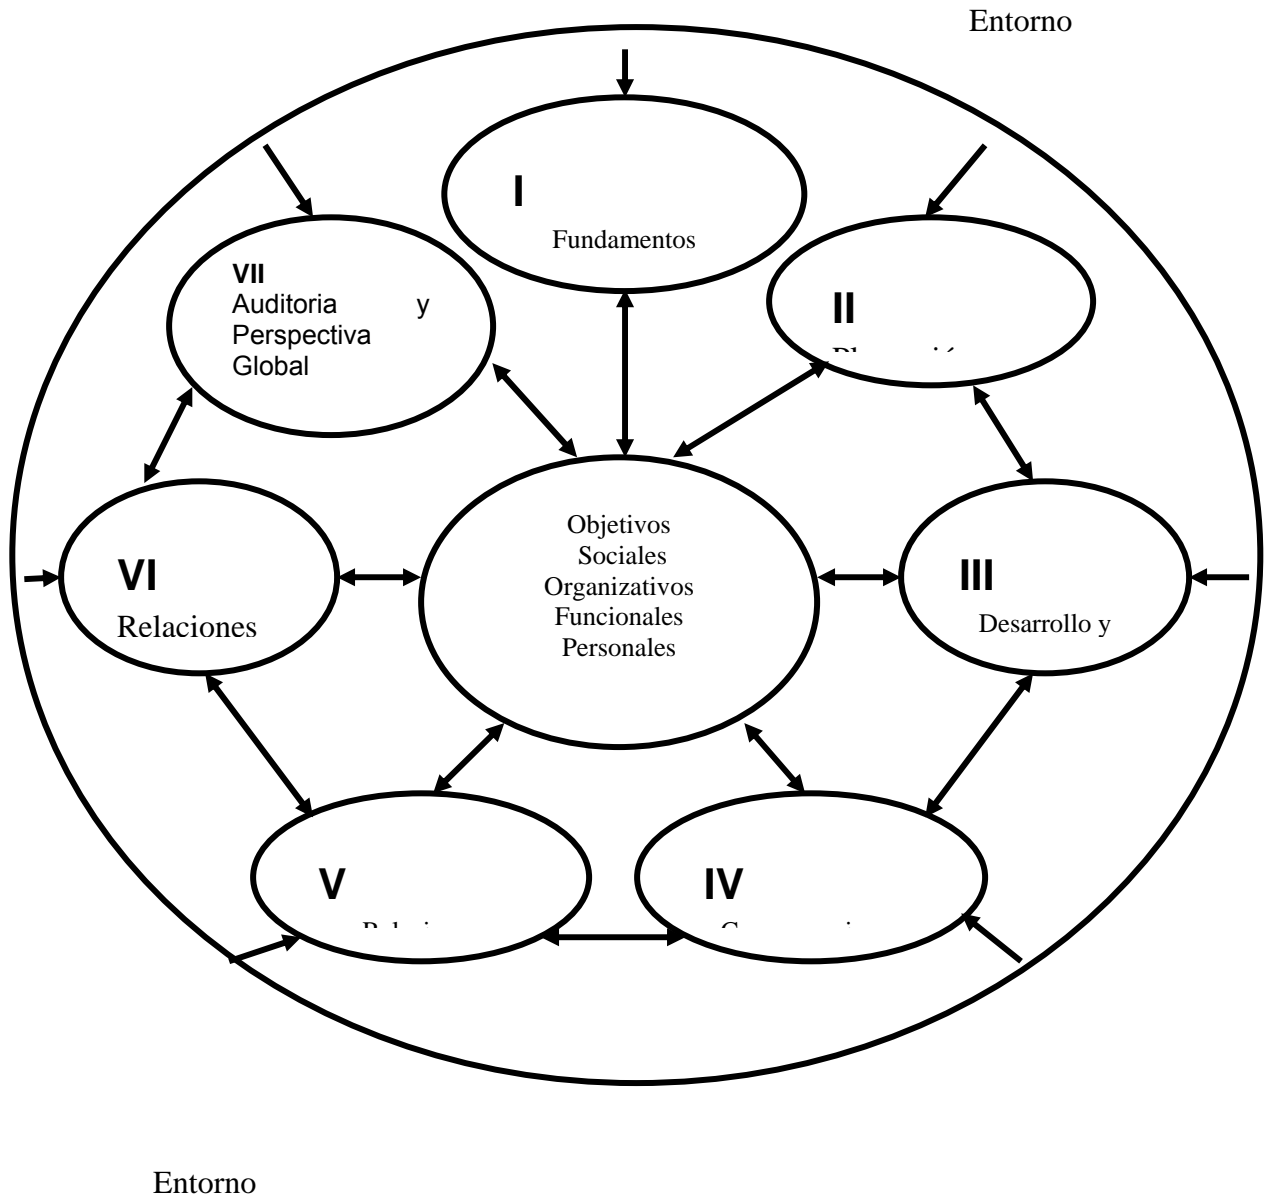 Entorno
I
Fundamentos
VII
Auditoria y
Perspectiva
Global
II
VI
Relaciones
Objetivos
Sociales
Organizativos
Funcionales
Personales
III
Desarrollo y
V
IV
Entorno